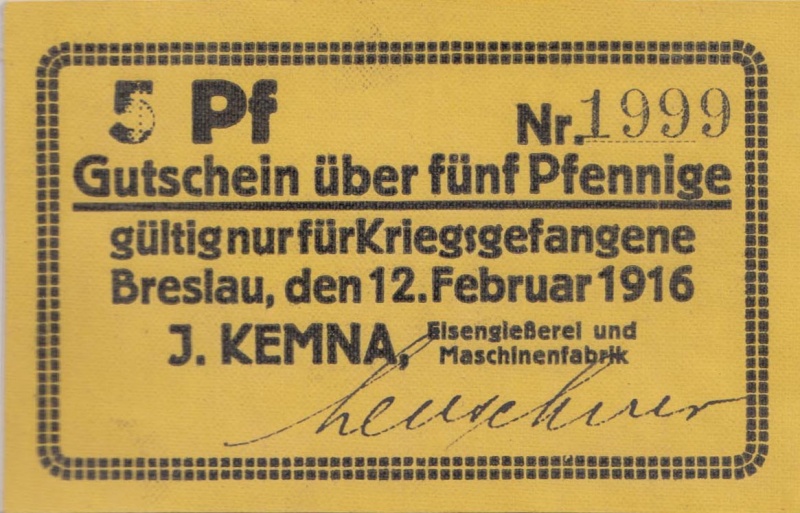 5 Pf
Nr. 1999
Gutschein über fünf Pfennige
gültig nur für Kriegsgefangene
Breslau, den 12. Februar 1916
J. KEMNA, Eisengießerei und
Maschinenfabrik